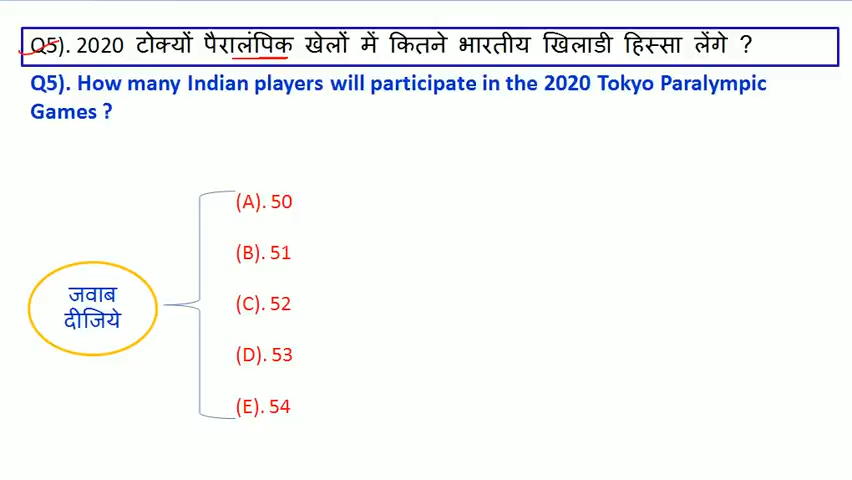 Q5). 2020 टोक्यों पैरालंपिक खेलों में कितने भारतीय खिलाडी हिस्सा लेंगे ?
Q5). How many Indian players will participate in the 2020 Tokyo Paralympic
Games ?
(A). 50
(B). 51
जवाब
दीजिये
(C). 52
(D). 53
(E). 54